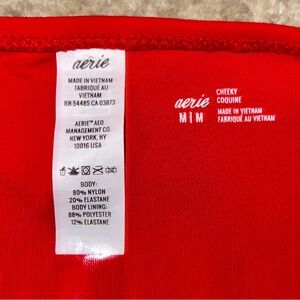 aerie
MADE IN VIETNAM
FABRIQUÉ AU
VIETNAM
RN 54485 CA 03873
AERIE™ AEO
MANAGEMENT CO.
NEW YORK, NY
10016 USA
BODY:
80% NYLON
20% ELASTANE
BODY LINING:
88% POLYESTER
12% ELASTANE
aerie
M|M
CHEEKY
COQUINE
MADE IN VIETNAM
FABRIQUÉ AU VIETNAM